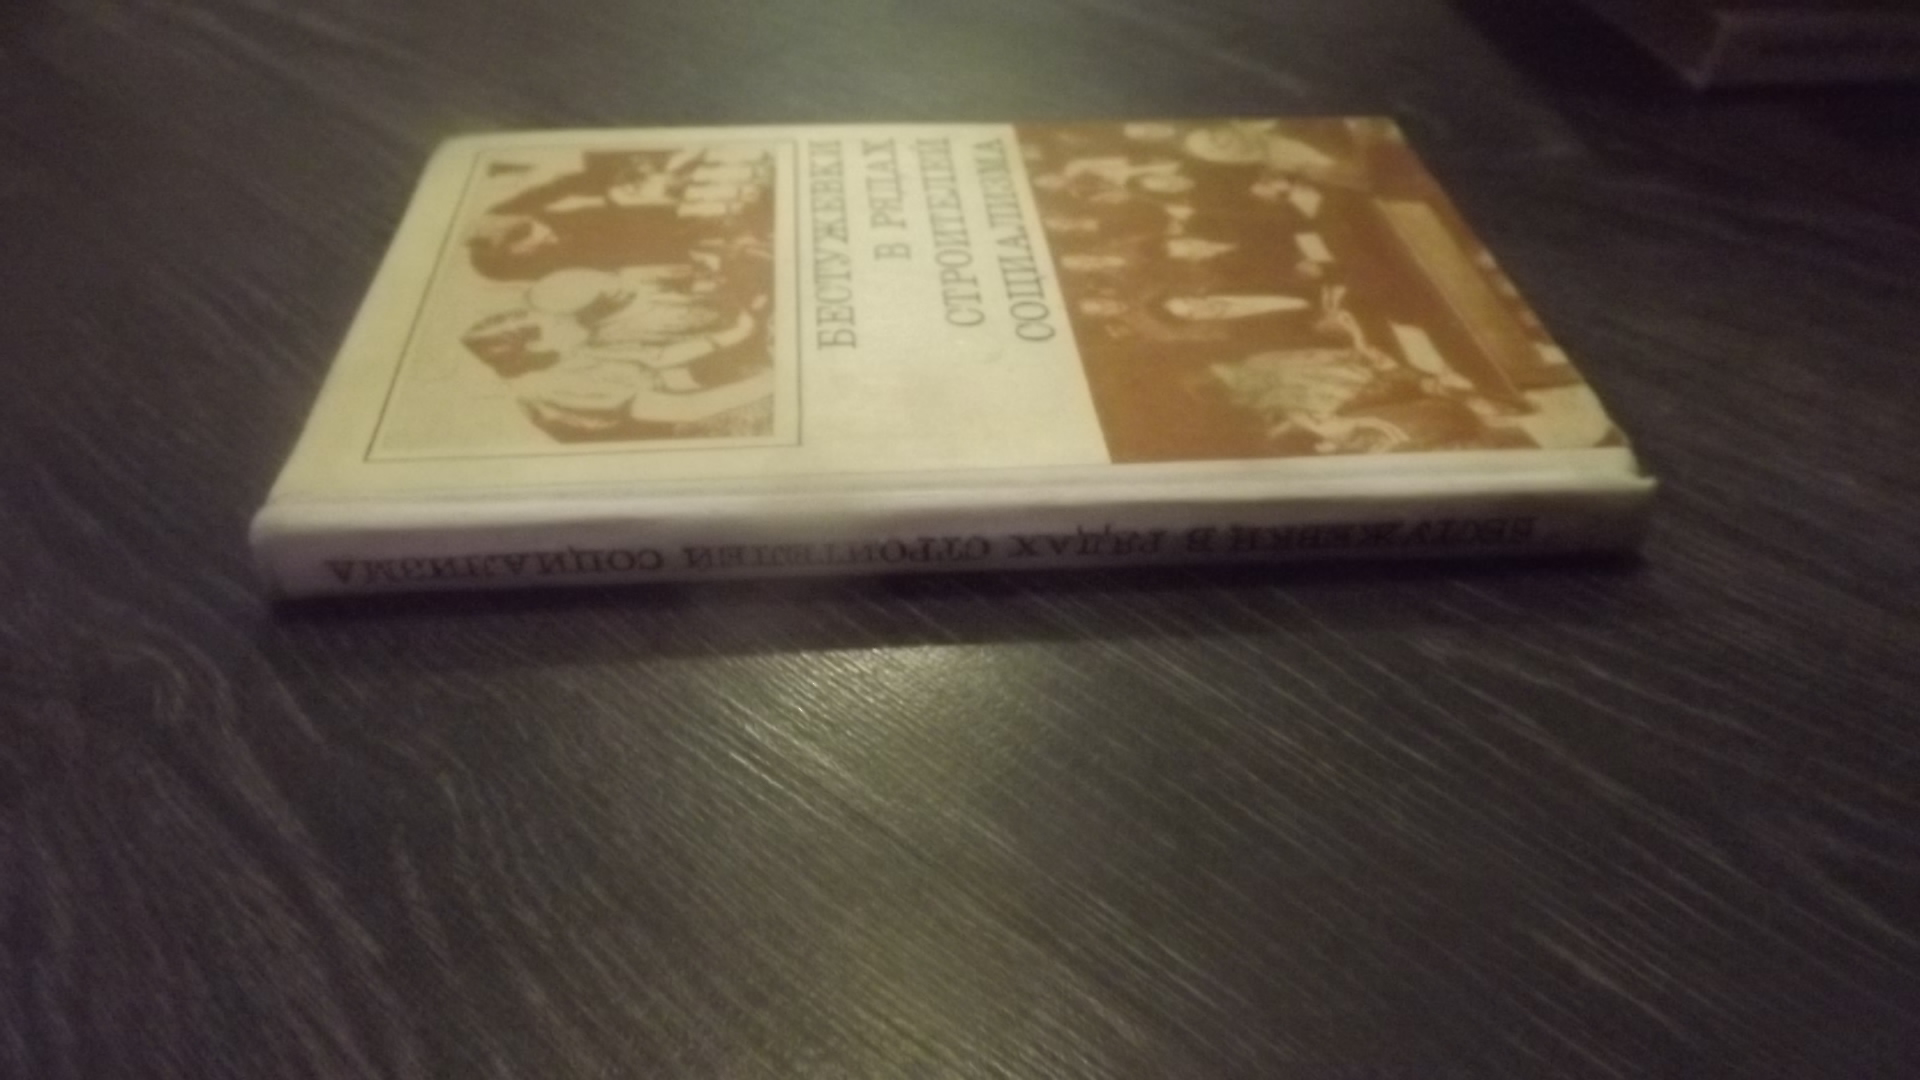 БЕСТУЖЕВКИ
В РЯДАХ
СТРОИТЕЛЕЙ
СОЦИАЛИЗМА
БЕСТУЖЕВКИ В РЯДАХ СТРОИТЕЛЕЙ СОЦИАЛИЗМА